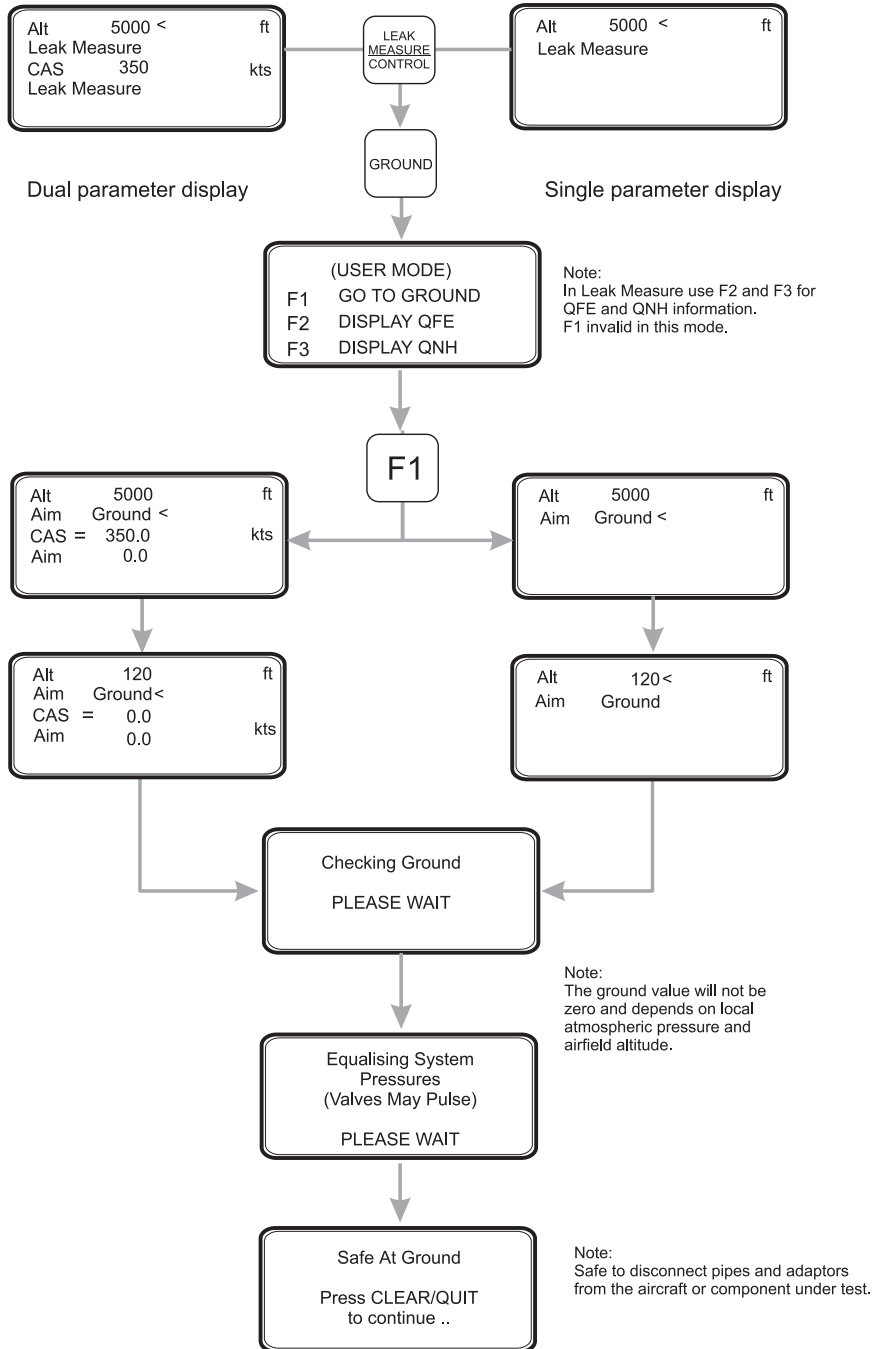 Alt 5000 < ft
Leak Measure
CAS 350 kts
Leak Measure
LEAK
MEASURE
CONTROL
Alt 5000 < ft
Leak Measure
GROUND
Dual parameter display
Single parameter display
(USER MODE)
F1 GO TO GROUND
F2 DISPLAY QFE
F3 DISPLAY QNH
Note:
In Leak Measure use F2 and F3 for
QFE and QNH information.
F1 invalid in this mode.
F1
Alt 5000 ft
Aim Ground <
CAS = 350.0 kts
Aim 0.0
Alt 5000 ft
Aim Ground <
Alt 120 ft
Aim Ground<
CAS = 0.0 kts
Aim 0.0
Alt 120 < ft
Aim Ground
Checking Ground
PLEASE WAIT
Note:
The ground value will not be
zero and depends on local
atmospheric pressure and
airfield altitude.
Equalising System
Pressures
(Valves May Pulse)
PLEASE WAIT
Safe At Ground
Press CLEAR/QUIT
to continue ..
Note:
Safe to disconnect pipes and adaptors
from the aircraft or component under test.